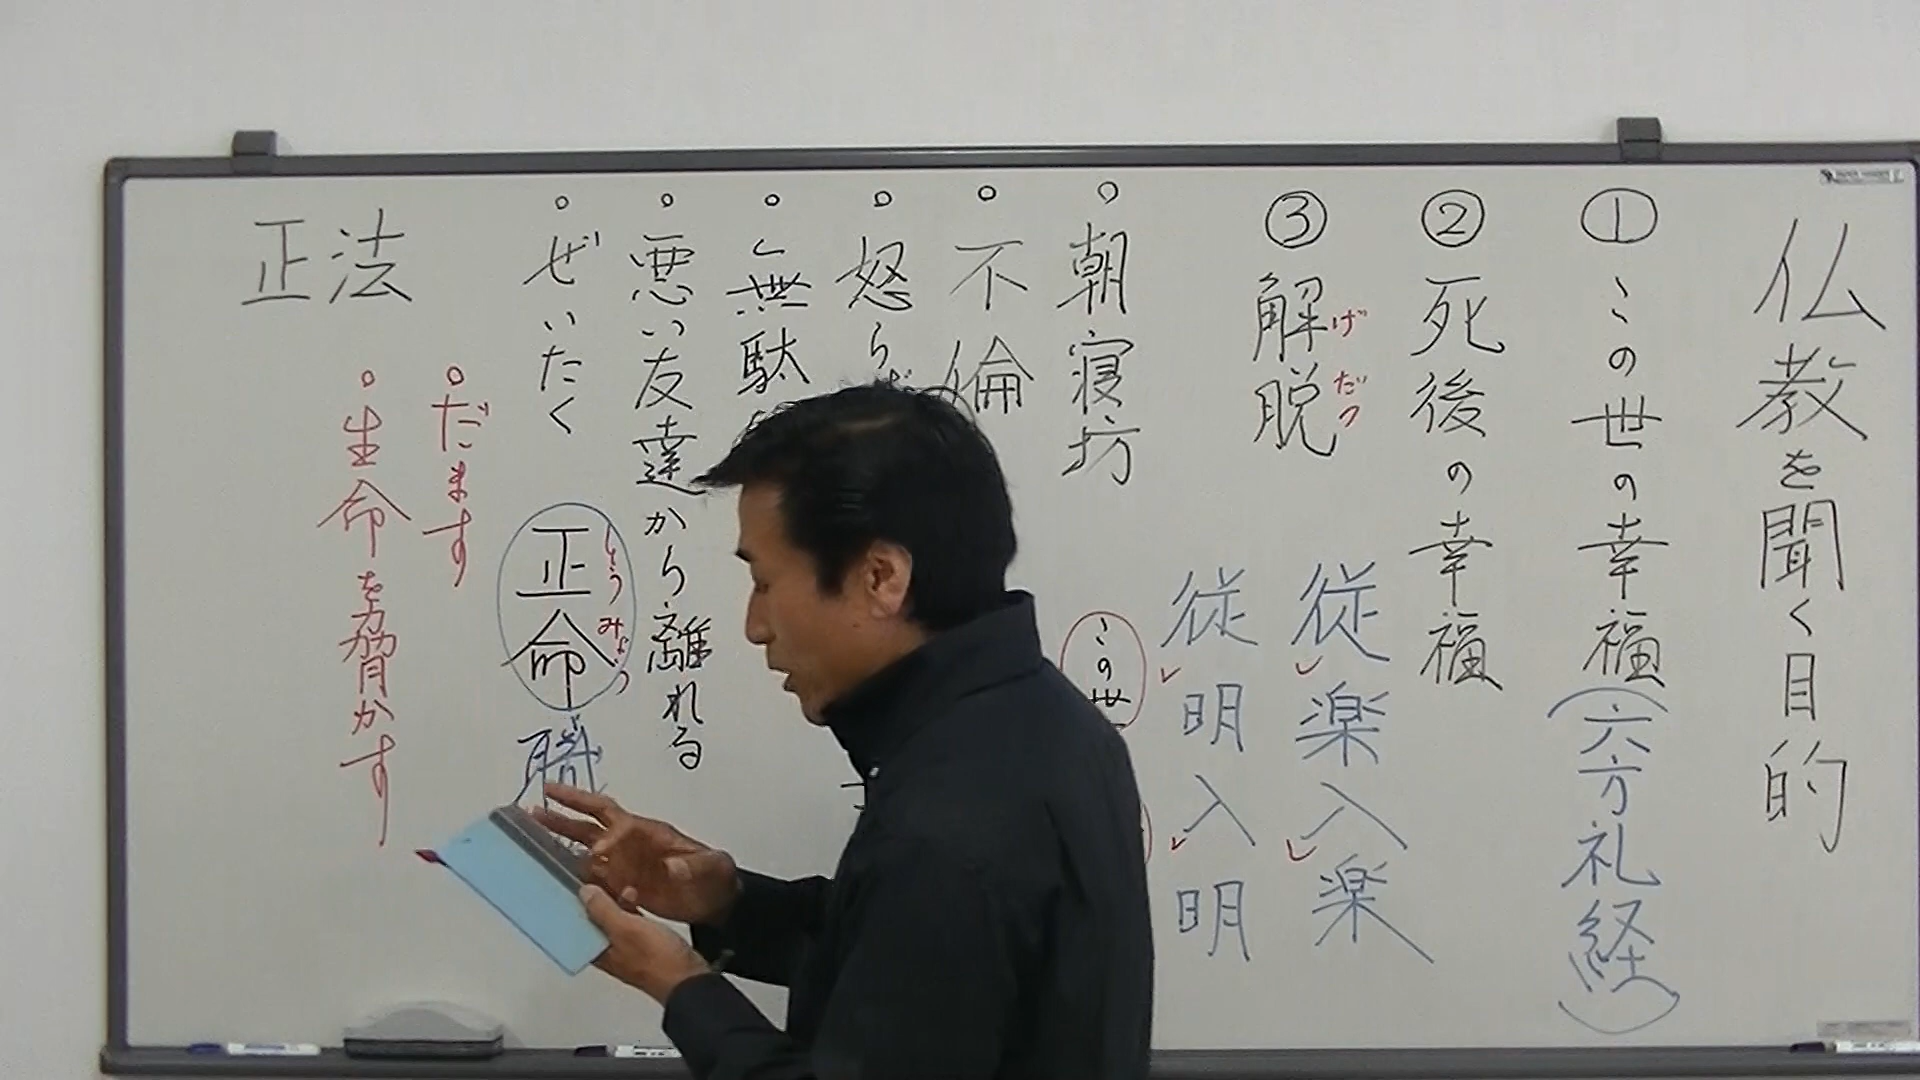 仏教を聞く目的
① この世の幸福(六方礼経)
② 死後の幸福
③ 解脱
げだつ
従楽入楽
従明入明
○ 朝寝坊
この世
○ 不倫
○ 怒ら
○ 無駄
○ 悪い友達から離れる
○ ぜいたく
正命
しょうみょう
職
正法
○ だます
○ 生命を脅かす